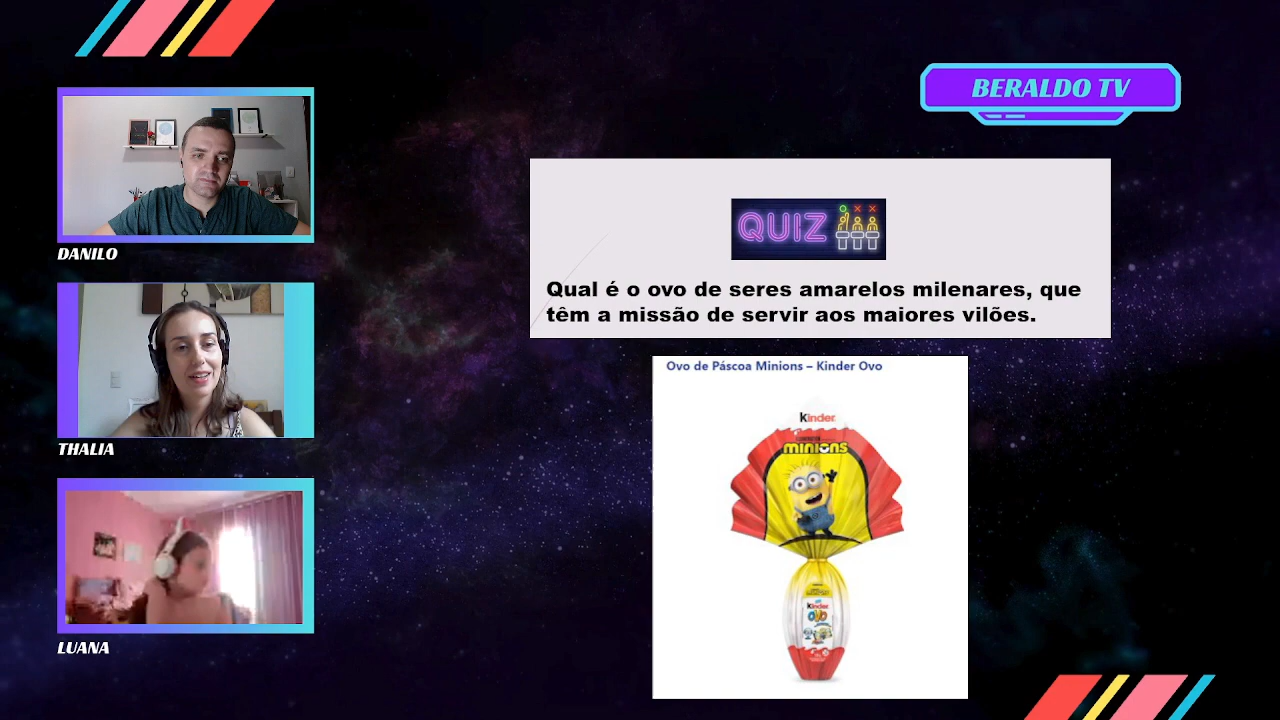 BERALDO TV
DANILO
THALIA
LUANA
QUIZ
Qual é o ovo de seres amarelos milenares, que
têm a missão de servir aos maiores vilões.
Ovo de Páscoa Minions – Kinder Ovo
Kinder
MINIONS
Kinder
OVO